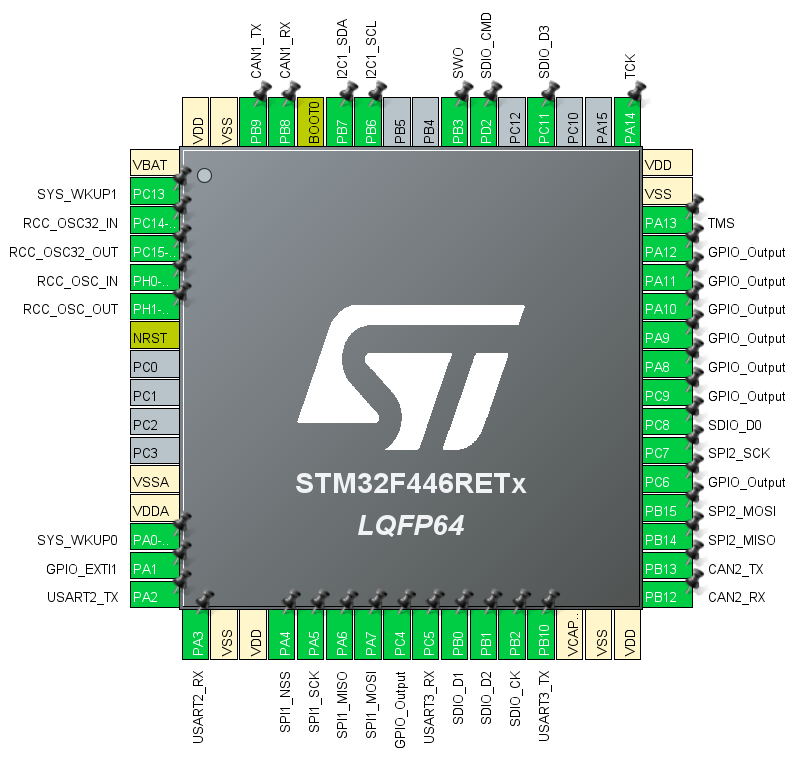 CAN1_TX
CAN1_RX
I2C1_SDA
I2C1_SCL
SWO
SDIO_CMD
SDIO_D3
TCK
VDD
VSS
PB9
PB8
BOOT0
PB7
PB6
PB5
PB4
PB3
PD2
PC12
PC11
PC10
PA15
PA14
VBAT
SYS_WKUP1 PC13
RCC_OSC32_IN PC14-..
RCC_OSC32_OUT PC15-..
RCC_OSC_IN PH0-..
RCC_OSC_OUT PH1-..
NRST
PC0
PC1
PC2
PC3
VSSA
VDDA
SYS_WKUP0 PA0-..
GPIO_EXTI1 PA1
USART2_TX PA2
ST
STM32F446RETx
LQFP64
VDD
VSS
PA13 TMS
PA12 GPIO_Output
PA11 GPIO_Output
PA10 GPIO_Output
PA9 GPIO_Output
PA8 GPIO_Output
PC9 GPIO_Output
PC8 SDIO_D0
PC7 SPI2_SCK
PC6 GPIO_Output
PB15 SPI2_MOSI
PB14 SPI2_MISO
PB13 CAN2_TX
PB12 CAN2_RX
PA3
VSS
VDD
PA4
PA5
PA6
PA7
PC4
PC5
PB0
PB1
PB2
PB10
VCAP..
VSS
VDD
USART2_RX
SPI1_NSS
SPI1_SCK
SPI1_MISO
SPI1_MOSI
GPIO_Output
USART3_RX
SDIO_D1
SDIO_D2
SDIO_CK
USART3_TX